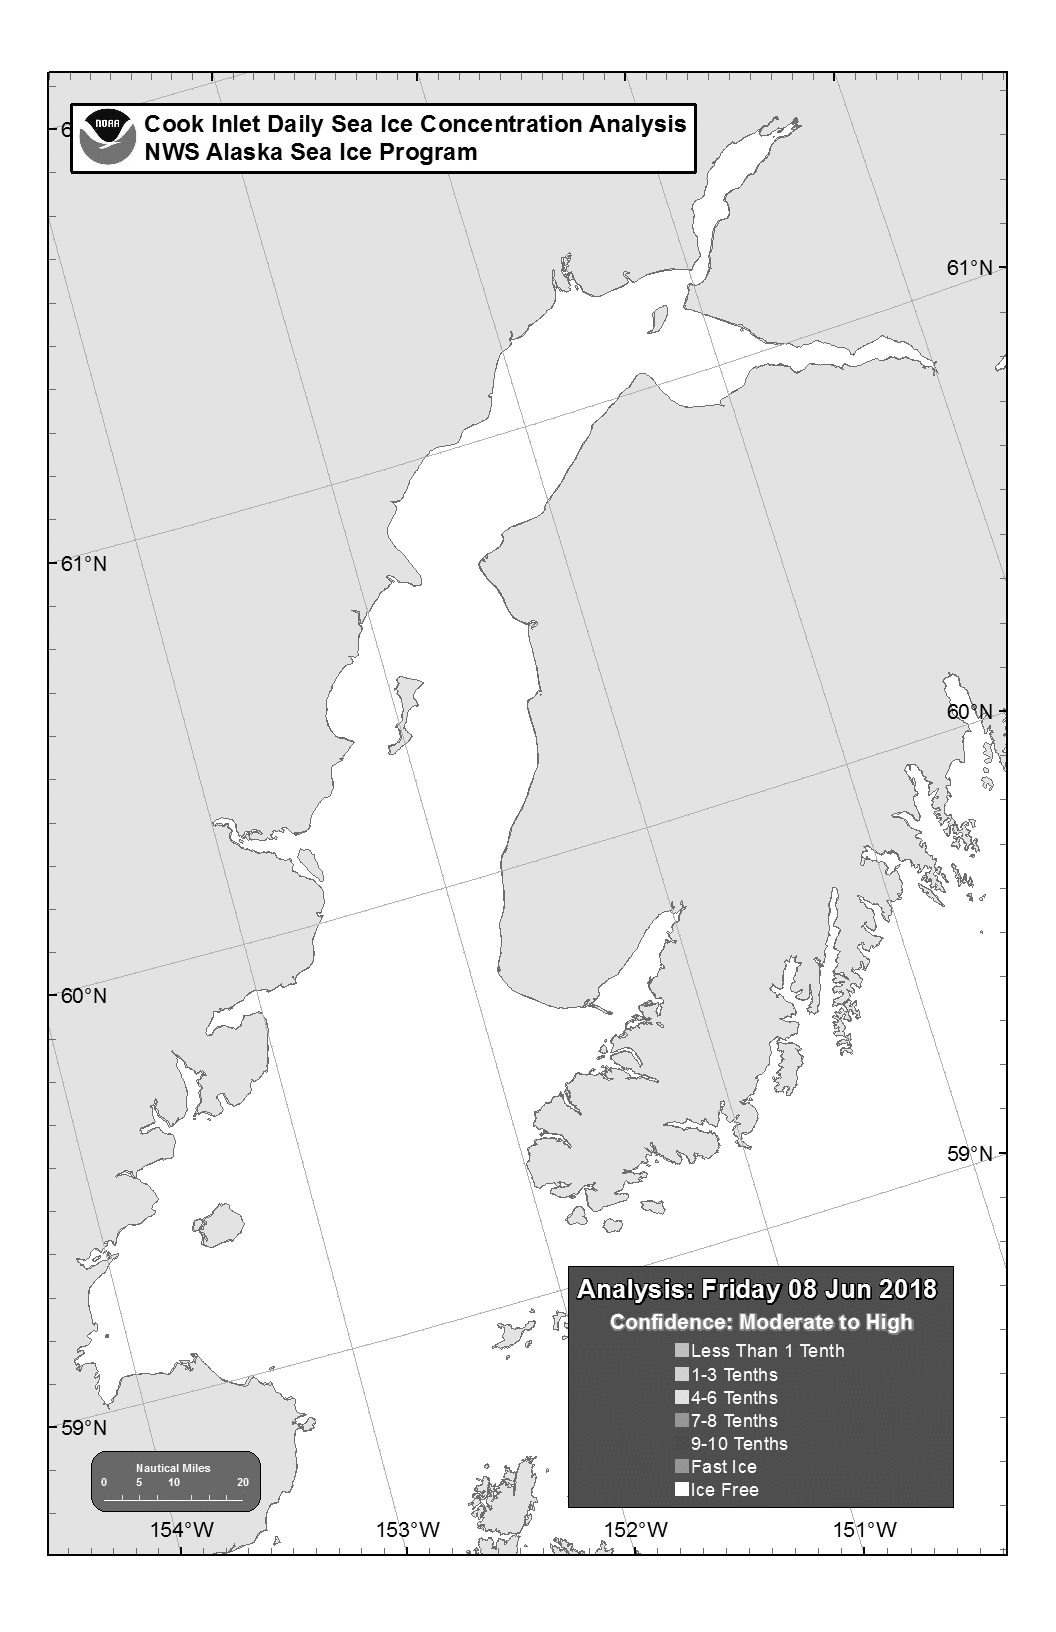 NOAA
Cook Inlet Daily Sea Ice Concentration Analysis
NWS Alaska Sea Ice Program
6
61°N
61°N
60°N
60°N
59°N
59°N
Analysis: Friday 08 Jun 2018
Confidence: Moderate to High
Less Than 1 Tenth
1-3 Tenths
4-6 Tenths
7-8 Tenths
9-10 Tenths
Fast Ice
Ice Free
Nautical Miles
0 5 10 20
154°W 153°W 152°W 151°W